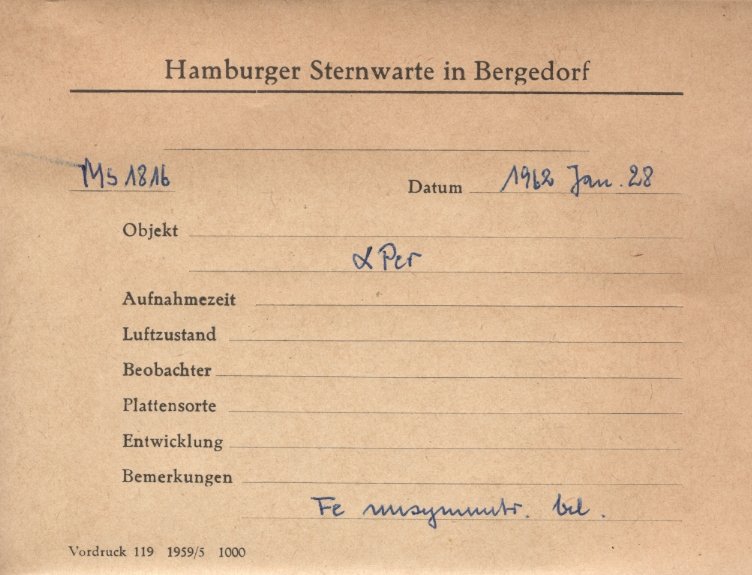 Hamburger Sternwarte in Bergedorf
Ms 1816 Datum 1962 Jan. 28
Objekt
α Per
Aufnahmezeit
Luftzustand
Beobachter
Plattensorte
Entwicklung
Bemerkungen
Fe unsymmetr. bel.
Vordruck 119 1959/5 1000